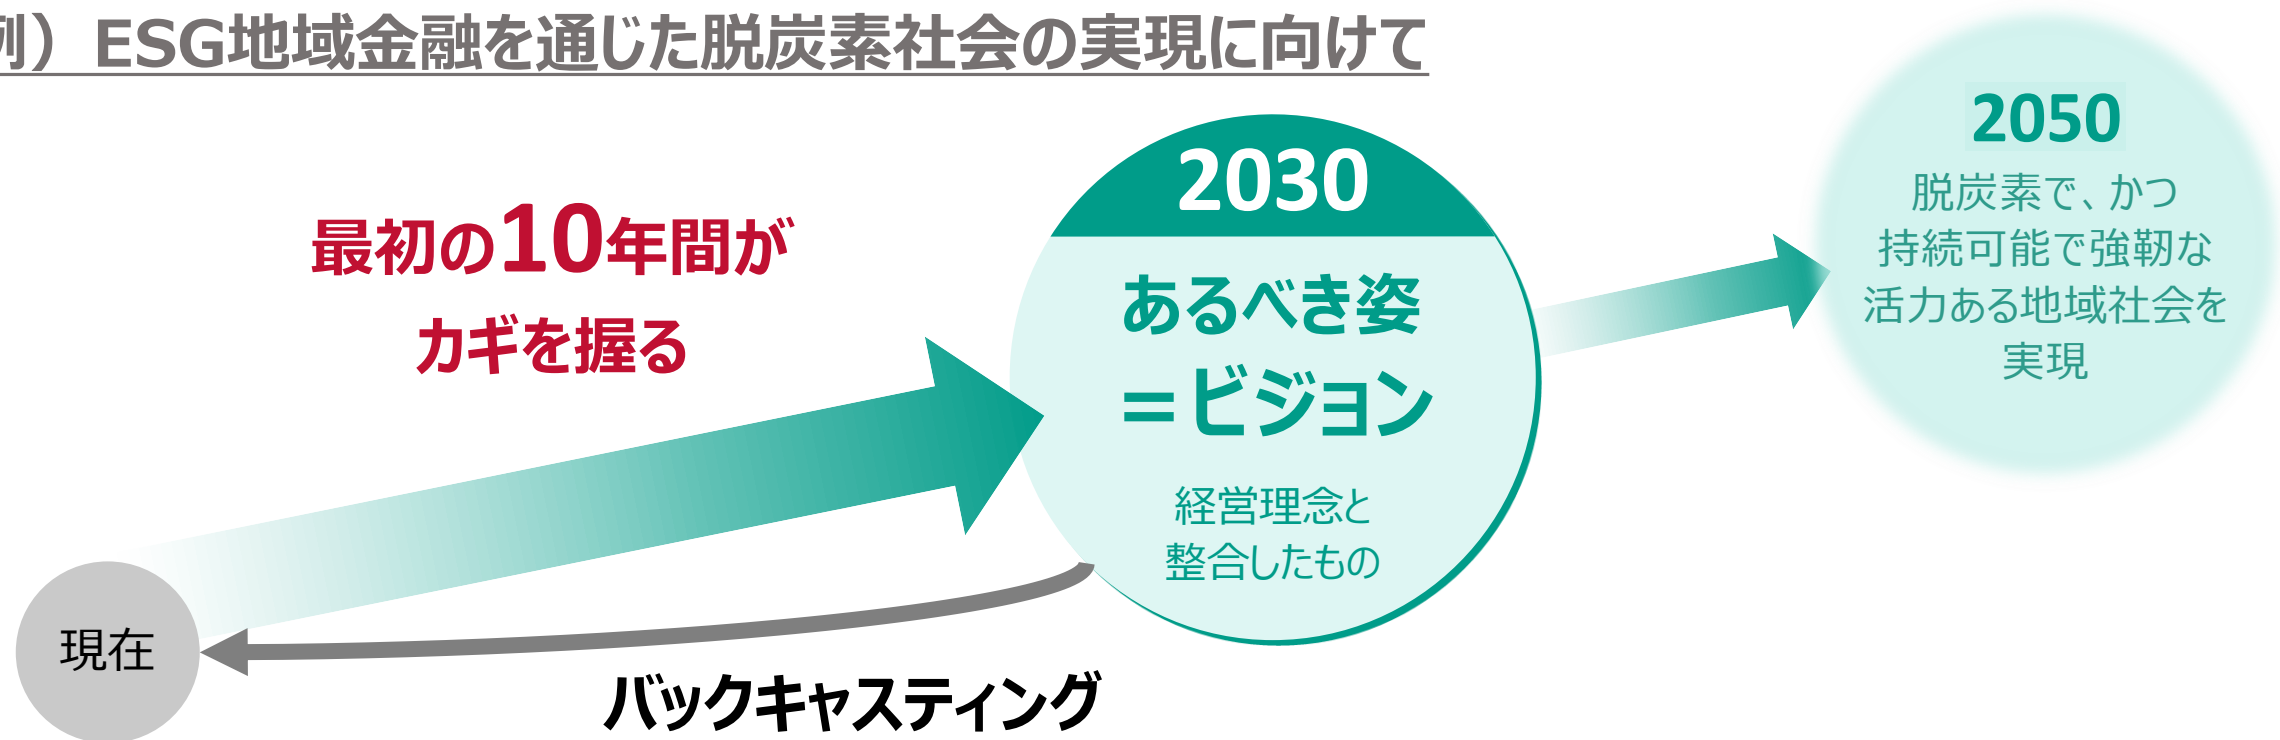 例）ESG地域金融を通じた脱炭素社会の実現に向けて
最初の10年間が
カギを握る
2030
あるべき姿
＝ビジョン
経営理念と
整合したもの
2050
脱炭素で、かつ
持続可能で強靭な
活力ある地域社会を
実現
現在
バックキャスティング